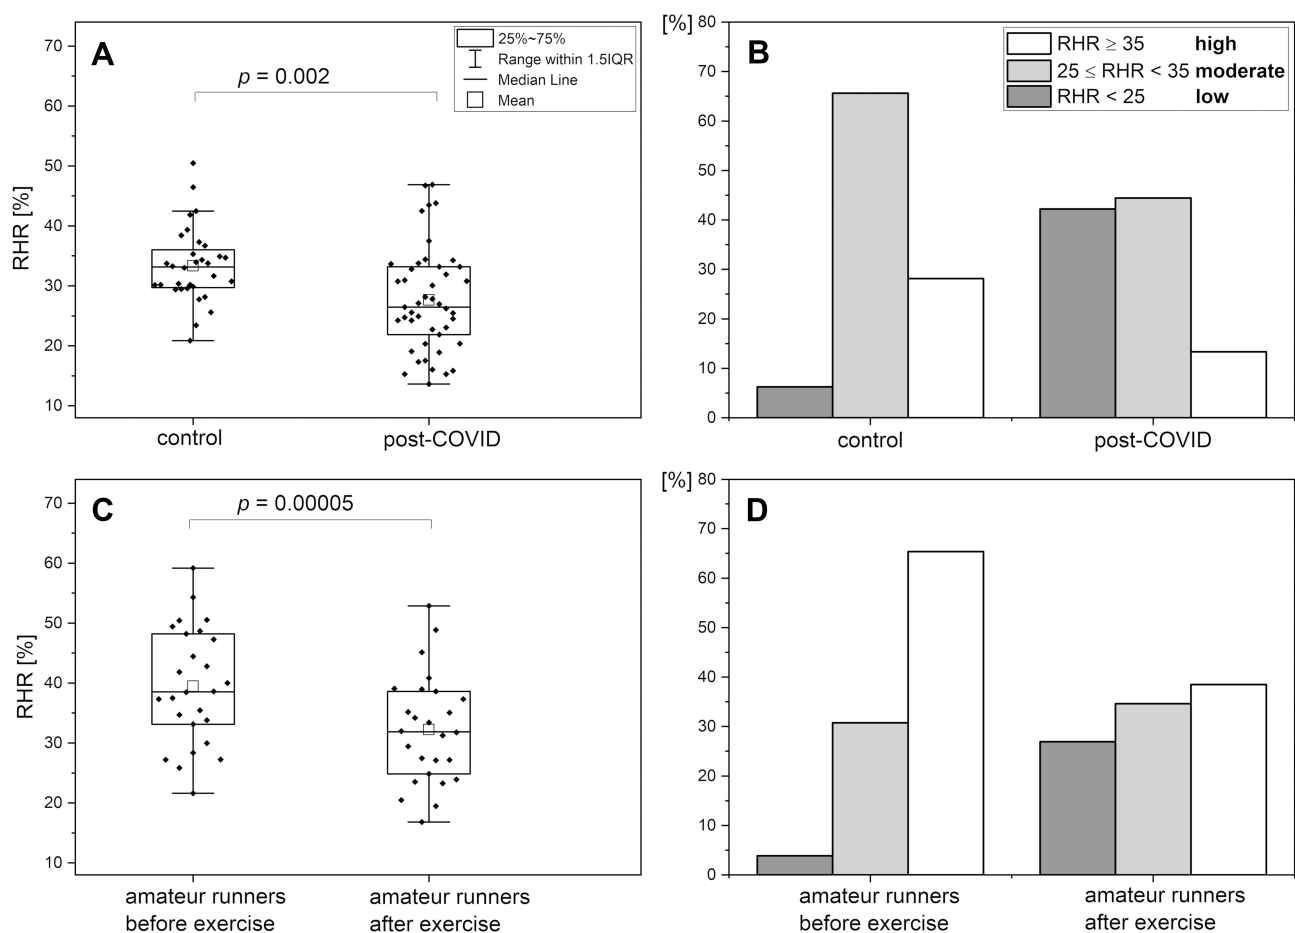 A
p = 0.002
25%~75%
Range within 1.5IQR
Median Line
Mean
RHR [%]
70
60
50
40
30
20
10
control
post-COVID
[%]
B
RHR ≥ 35 high
25 ≤ RHR < 35 moderate
RHR < 25 low
80
70
60
50
40
30
20
10
0
control
post-COVID
C
p = 0.00005
RHR [%]
70
60
50
40
30
20
10
amateur runners
before exercise
amateur runners
after exercise
[%]
D
80
70
60
50
40
30
20
10
0
amateur runners
before exercise
amateur runners
after exercise